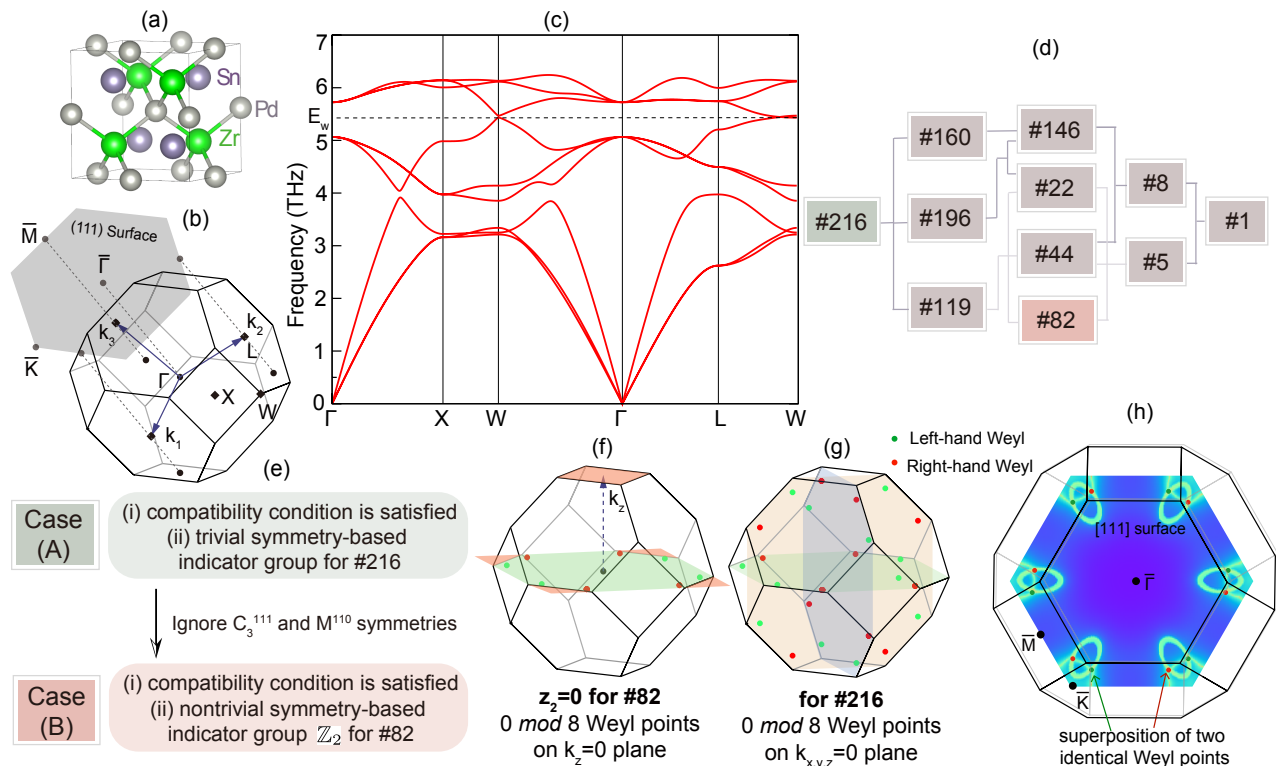 (a)
Sn
Pd
Zr
(b)
(111) Surface
M̅
Γ̅
K̅
k₃
k₂
L
Γ
X
W
k₁
(c)
Frequency (THz)
7
6
E_w
5
4
3
2
1
0
Γ X W Γ L W
(d)
#216
#160
#196
#119
#146
#22
#44
#82
#8
#5
#1
(e)
Case
(A)
(i) compatibility condition is satisfied
(ii) trivial symmetry-based
indicator group for #216
Ignore C₃¹¹¹ and M¹¹⁰ symmetries
Case
(B)
(i) compatibility condition is satisfied
(ii) nontrivial symmetry-based
indicator group ℤ₂ for #82
(f)
k_z
z₂=0 for #82
0 mod 8 Weyl points
on k_z=0 plane
(g)
Left-hand Weyl
Right-hand Weyl
for #216
0 mod 8 Weyl points
on k_x,y,z=0 plane
(h)
[111] surface
Γ̅
M̅
K̅
superposition of two
identical Weyl points